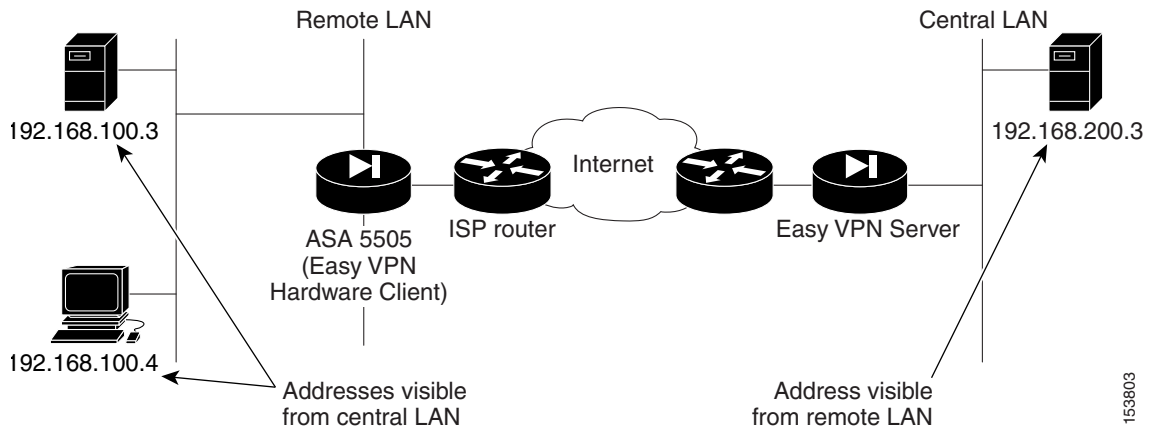 Remote LAN
Central LAN
192.168.100.3
Internet
192.168.200.3
ASA 5505
(Easy VPN
Hardware Client)
ISP router
Easy VPN Server
192.168.100.4
Addresses visible
from central LAN
Address visible
from remote LAN
153803